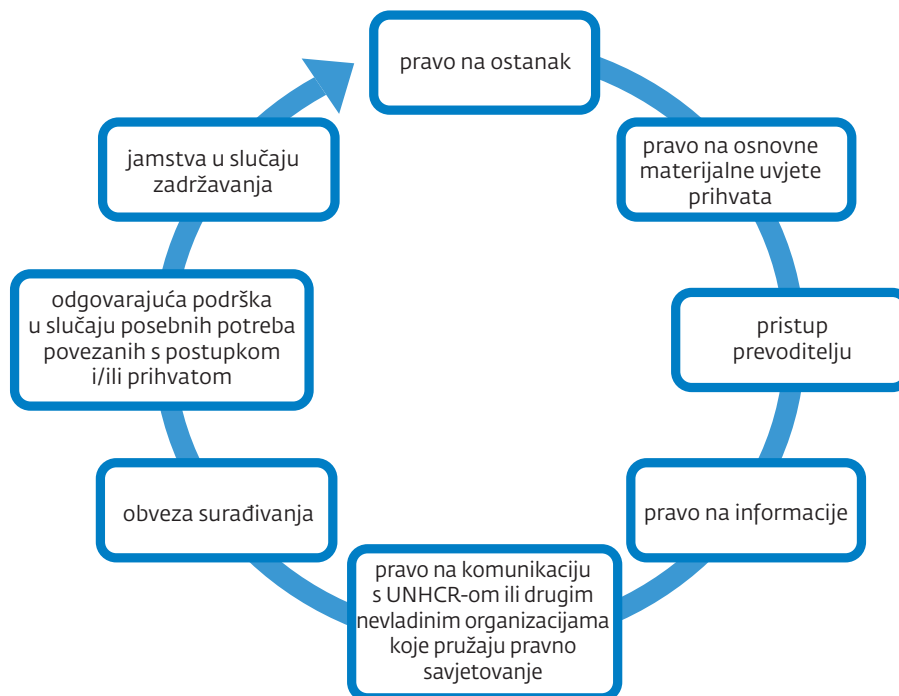 pravo na ostanak
pravo na osnovne
materijalne uvjete
prihvata
pristup
prevoditelju
pravo na informacije
pravo na komunikaciju
s UNHCR-om ili drugim
nevladinim organizacijama
koje pružaju pravno
savjetovanje
obveza surađivanja
odgovarajuća podrška
u slučaju posebnih potreba
povezanih s postupkom
i/ili prihvatom
jamstva u slučaju
zadržavanja